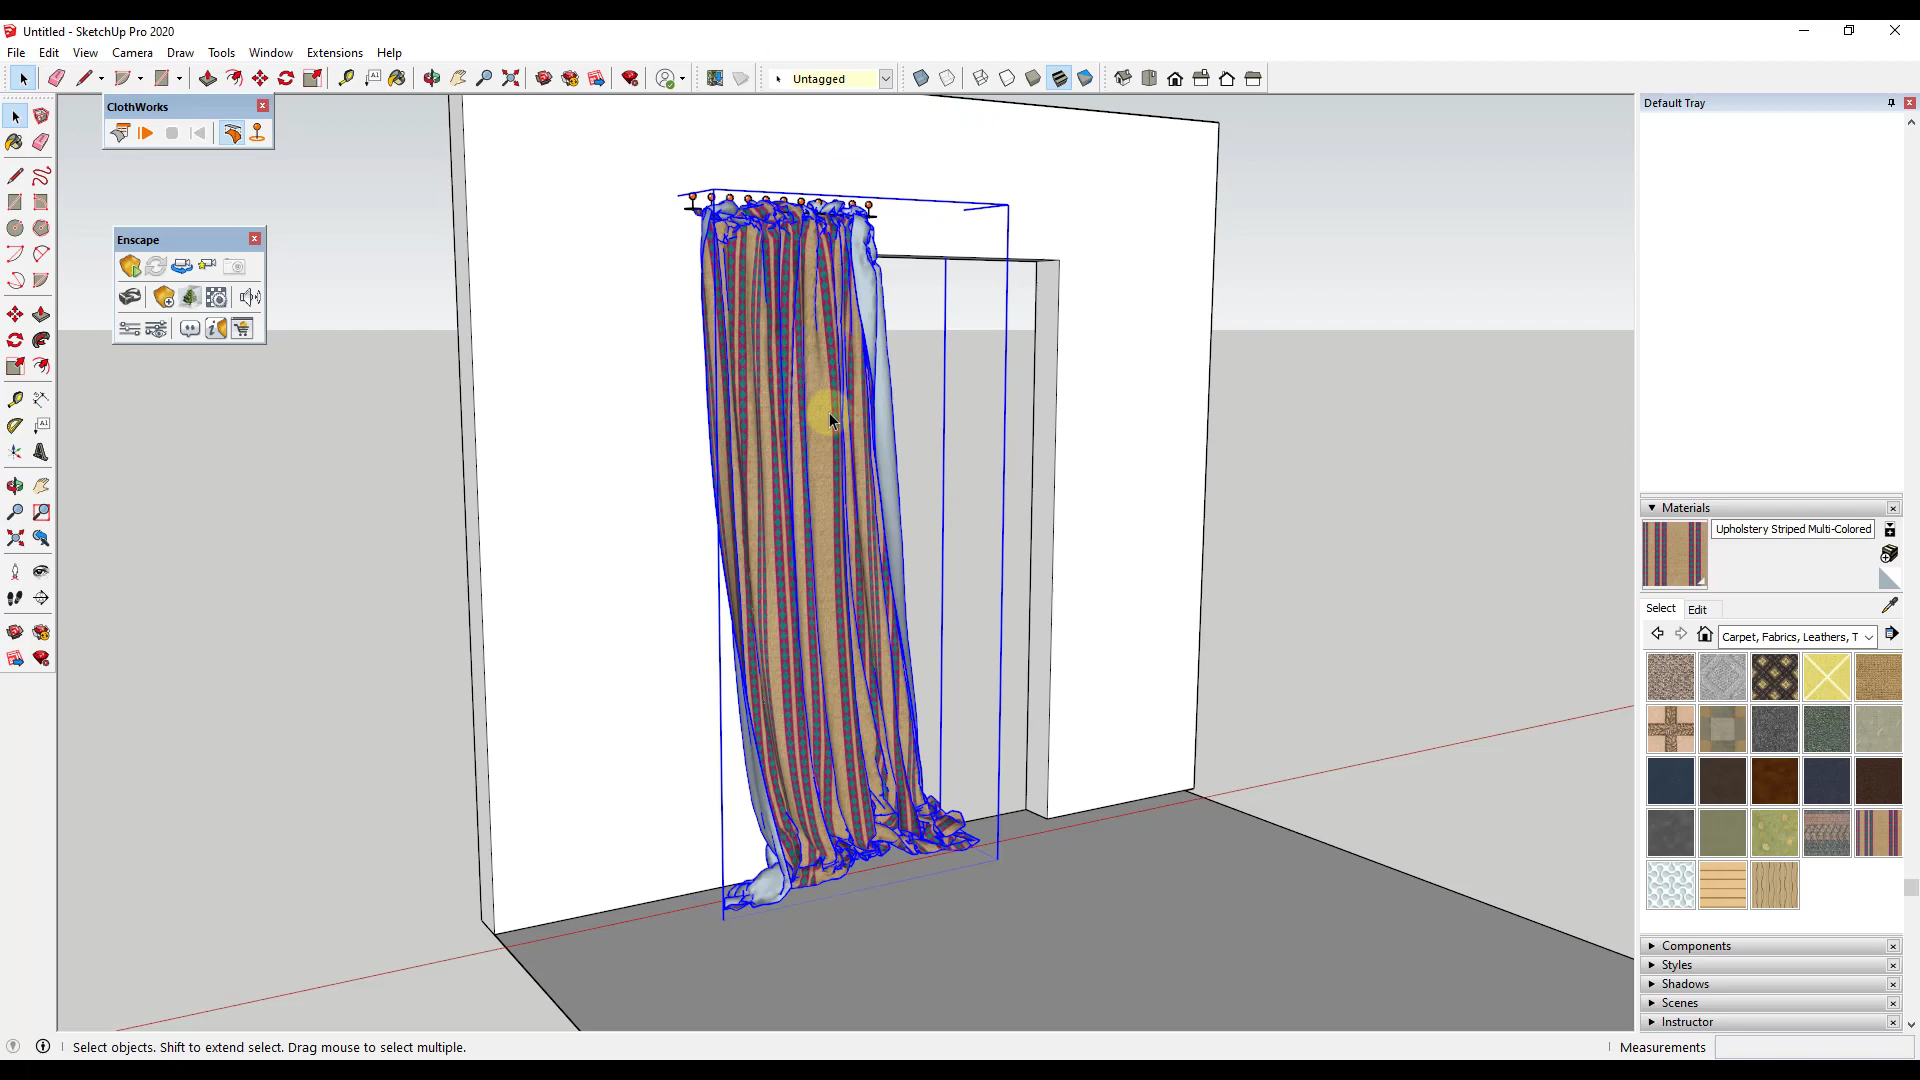 Untitled - SketchUp Pro 2020
File Edit View Camera Draw Tools Window Extensions Help
Untagged
ClothWorks
Default Tray
Enscape
Materials
Upholstery Striped Multi-Colored
Select Edit
Carpet, Fabrics, Leathers, T
Components
Styles
Shadows
Scenes
Instructor
Select objects. Shift to extend select. Drag mouse to select multiple.
Measurements